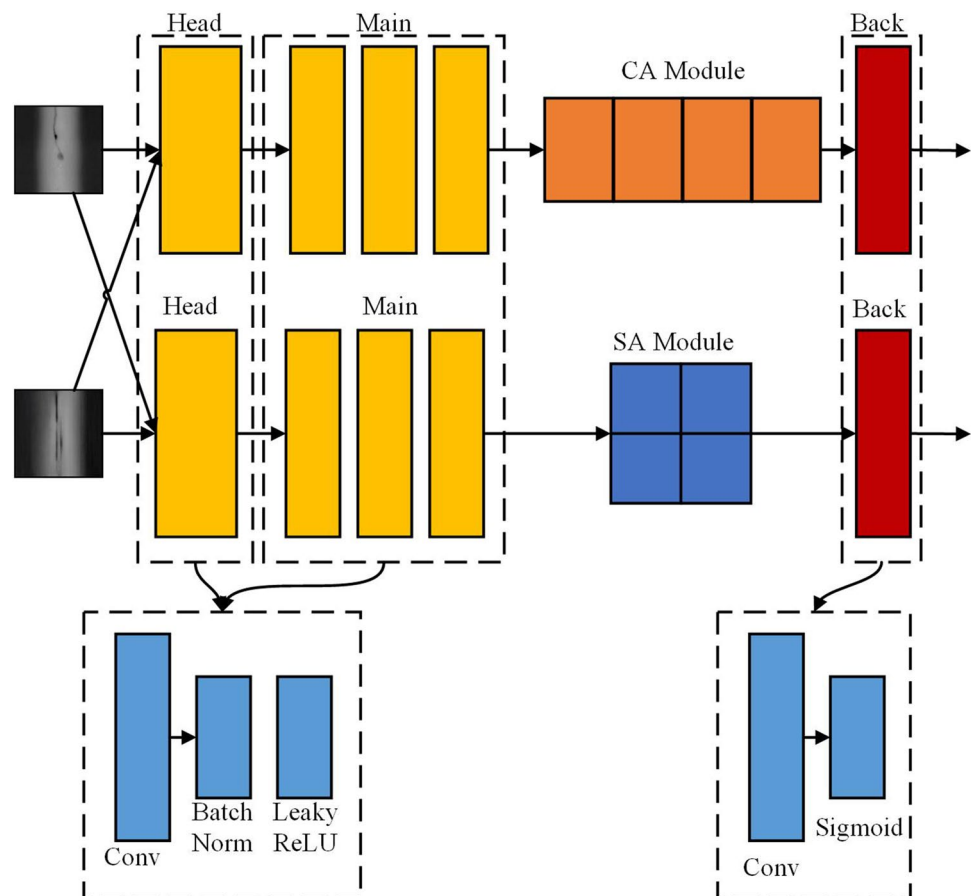 Head
Main
CA Module
Back
Head
Main
SA Module
Back
Conv
Batch
Norm
Leaky
ReLU
Conv
Sigmoid